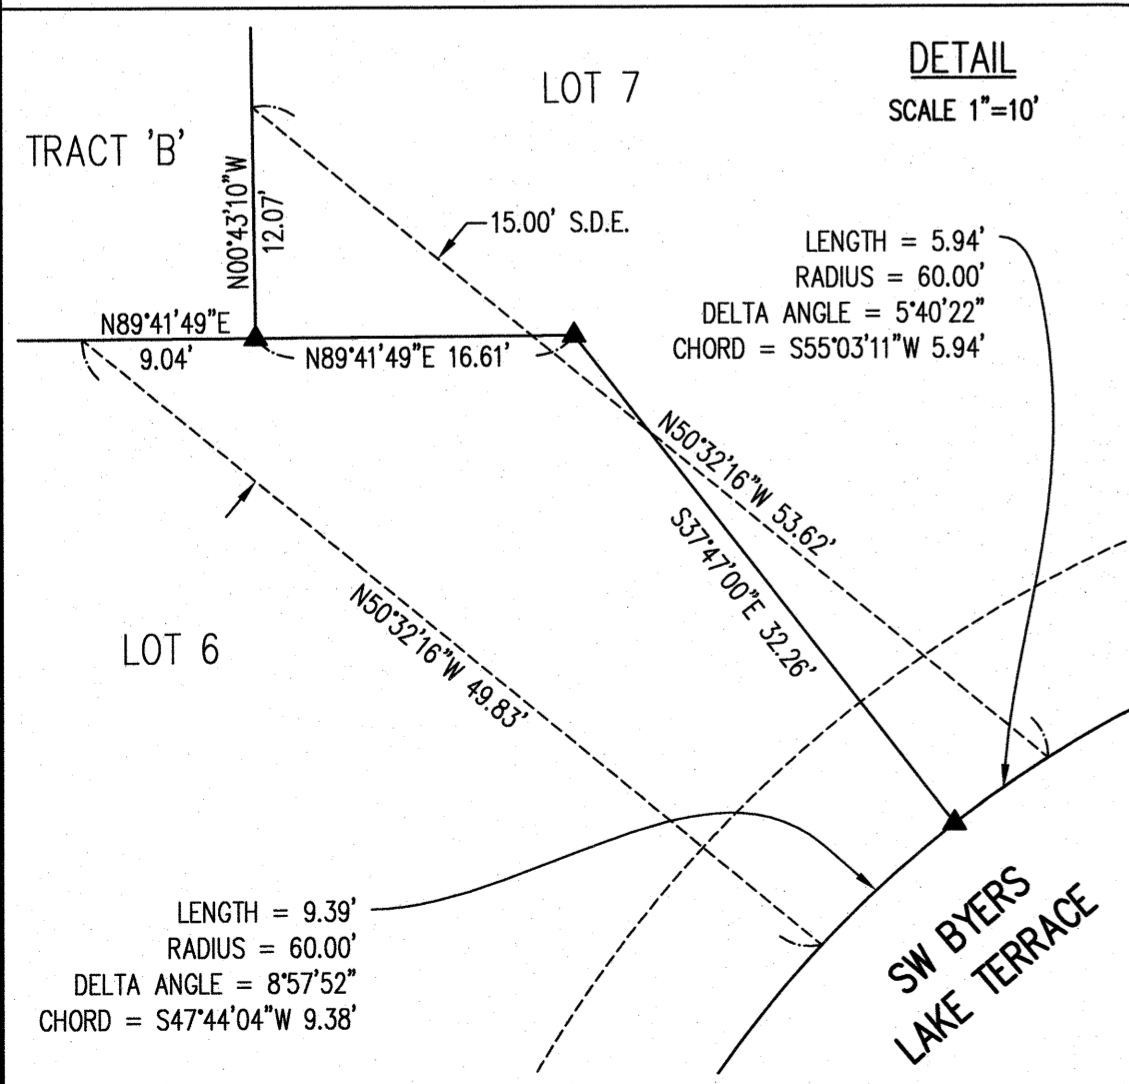 DETAIL
SCALE 1"=10'
LOT 7
TRACT 'B'
N00°43'10"W
12.07'
15.00' S.D.E.
LENGTH = 5.94'
RADIUS = 60.00'
DELTA ANGLE = 5°40'22"
CHORD = S55°03'11"W 5.94'
N89°41'49"E
9.04'
N89°41'49"E 16.61'
N50°32'16"W 53.62'
S37°47'00"E 32.26'
N50°32'16"W 49.83'
LOT 6
LENGTH = 9.39'
RADIUS = 60.00'
DELTA ANGLE = 8°57'52"
CHORD = S47°44'04"W 9.38'
SW BYERS
LAKE TERRACE